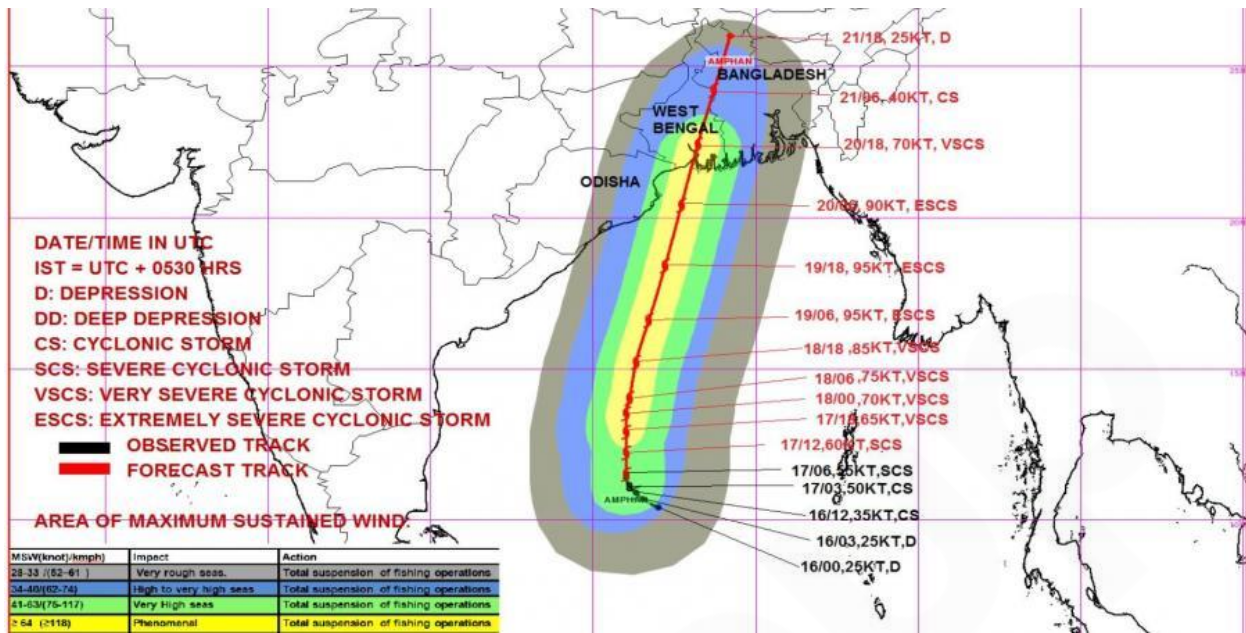 21/18, 25KT, D
AMPHAN
BANGLADESH
21/06, 40KT, CS
WEST
BENGAL
20/18, 70KT, VSCS
ODISHA
20/06, 90KT, ESCS
19/18, 95KT, ESCS
19/06, 95KT, ESCS
18/18 ,85KT,VSCS
18/06 ,75KT,VSCS
18/00 ,70KT,VSCS
17/18,65KT,VSCS
17/12,60KT,SCS
17/06,55KT,SCS
17/03,50KT,CS
AMPHAN
16/12,35KT,CS
16/03,25KT,D
16/00,25KT,D
DATE/TIME IN UTC
IST = UTC + 0530 HRS
D: DEPRESSION
DD: DEEP DEPRESSION
CS: CYCLONIC STORM
SCS: SEVERE CYCLONIC STORM
VSCS: VERY SEVERE CYCLONIC STORM
ESCS: EXTREMELY SEVERE CYCLONIC STORM
OBSERVED TRACK
FORECAST TRACK
AREA OF MAXIMUM SUSTAINED WIND:
MSW(knot)/kmph) Impact Action
28-33 /(52-61 ) Very rough seas. Total suspension of fishing operations
34-40/(62-74) High to very high seas Total suspension of fishing operations
41-63/(75-117) Very High seas Total suspension of fishing operations
≥ 64 (≥118) Phenomenal Total suspension of fishing operations